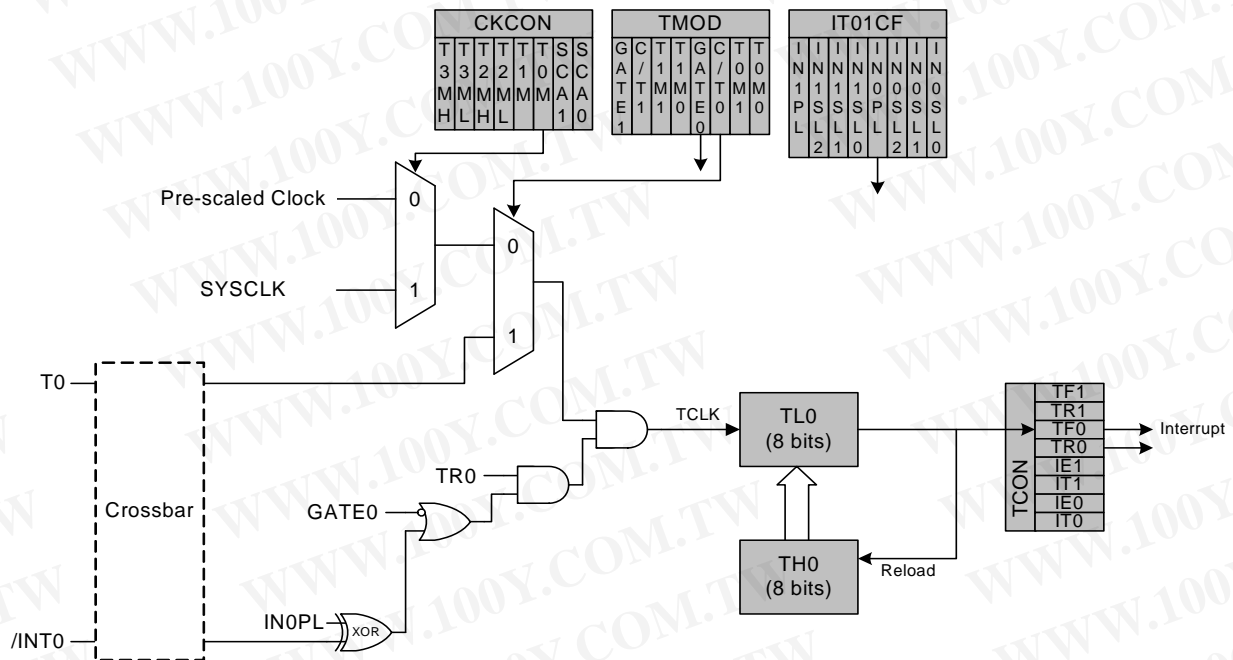 CKCON
T3MH
T3ML
T2MH
T2ML
T1M
T0M
SCA1
SCA0
TMOD
GATE1
C/T1
T1M1
T1M0
GATE0
C/T0
T0M1
T0M0
IT01CF
IN1PL
IN1SL2
IN1SL1
IN1SL0
IN0PL
IN0SL2
IN0SL1
IN0SL0
Pre-scaled Clock
0
SYSCLK
1
0
1
T0
Crossbar
/INT0
TR0
GATE0
IN0PL
XOR
TCLK
TL0
(8 bits)
TH0
(8 bits)
Reload
TCON
TF1
TR1
TF0
TR0
IE1
IT1
IE0
IT0
Interrupt
WWW.100Y.COM.TW